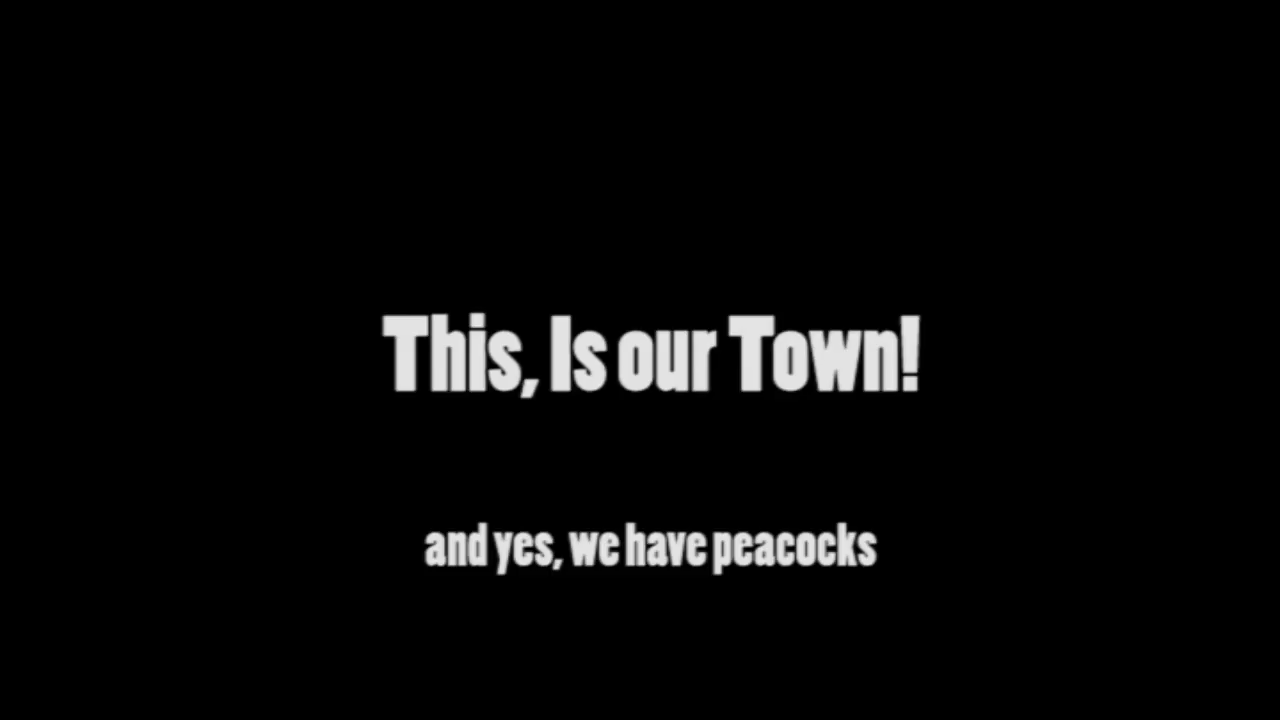 This, Is our Town!
and yes, we have peacocks